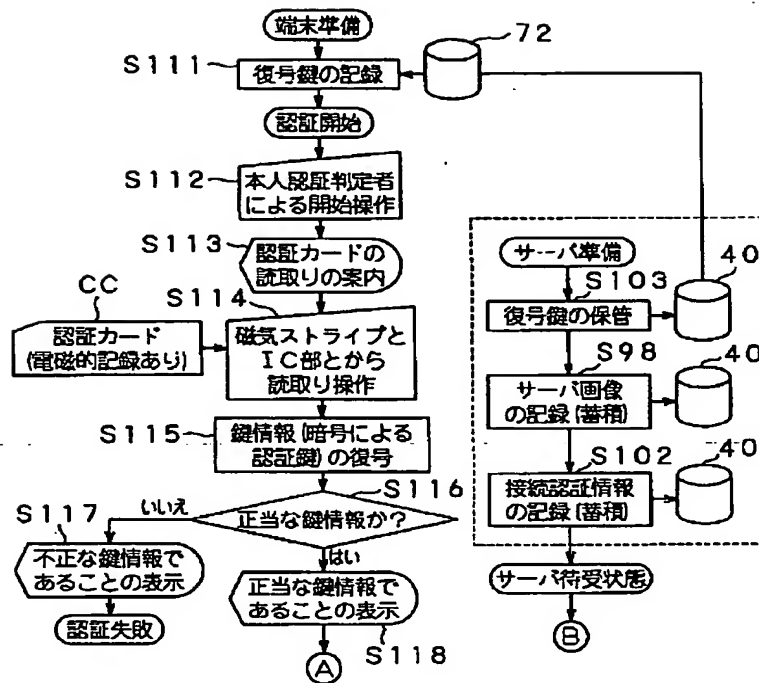 端末準備
72
S111
復号鍵の記録
認証開始
S112
本人認証判定者
による開始操作
S113
認証カードの
読取りの案内
CC
S114
認証カード
(電磁的記録あり)
磁気ストライプと
IC部とから
読取り操作
S115
鍵情報(暗号による
認証鍵)の復号
S116
いいえ
正当な鍵情報か?
S117
はい
不正な鍵情報で
あることの表示
正当な鍵情報で
あることの表示
認証失敗
S118
A
サーバ準備
S103
40
復号鍵の保管
S98
40
サーバ画像
の記録(蓄積)
S102
40
接続認証情報
の記録(蓄積)
サーバ待受状態
B